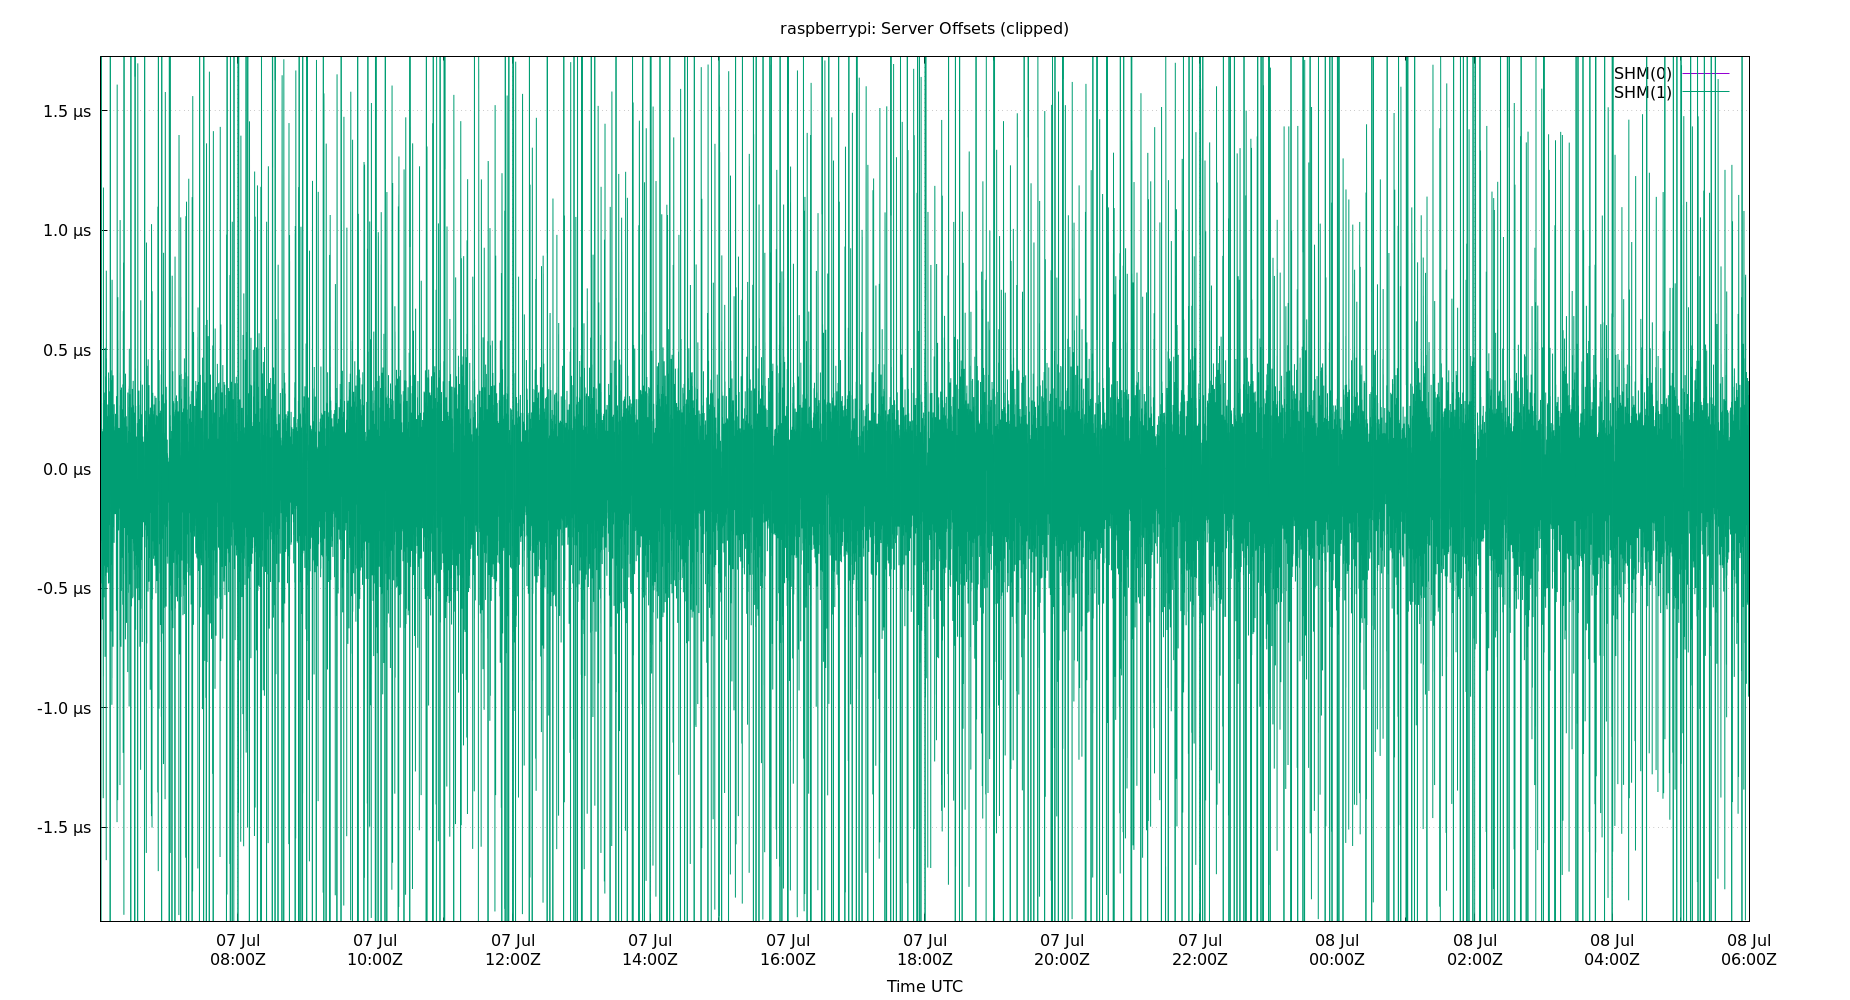 raspberrypi: Server Offsets (clipped)
SHM(0)
SHM(1)
1.5 µs
1.0 µs
0.5 µs
0.0 µs
-0.5 µs
-1.0 µs
-1.5 µs
07 Jul 07 Jul 07 Jul 07 Jul 07 Jul 07 Jul 07 Jul 07 Jul 08 Jul 08 Jul 08 Jul 08 Jul
08:00Z 10:00Z 12:00Z 14:00Z 16:00Z 18:00Z 20:00Z 22:00Z 00:00Z 02:00Z 04:00Z 06:00Z
Time UTC